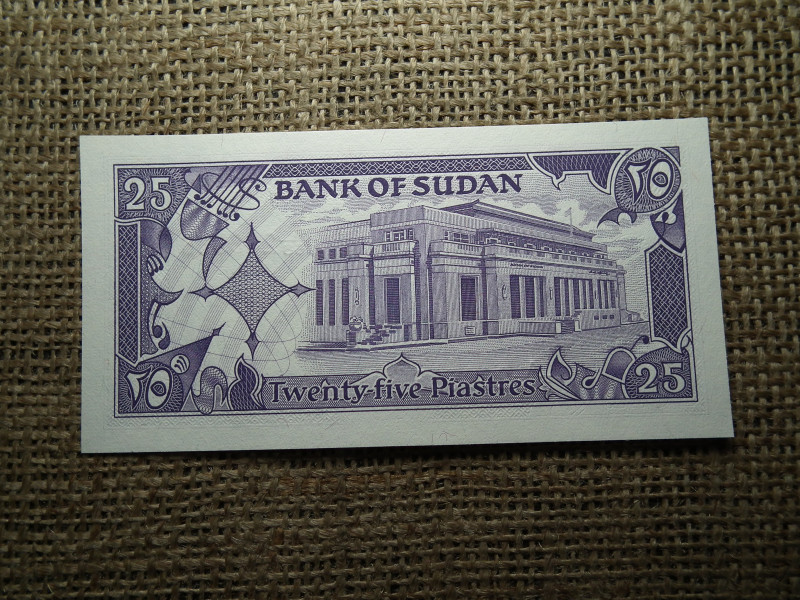 25
BANK OF SUDAN
٢٥
٢٥
Twenty-five Piastres
25